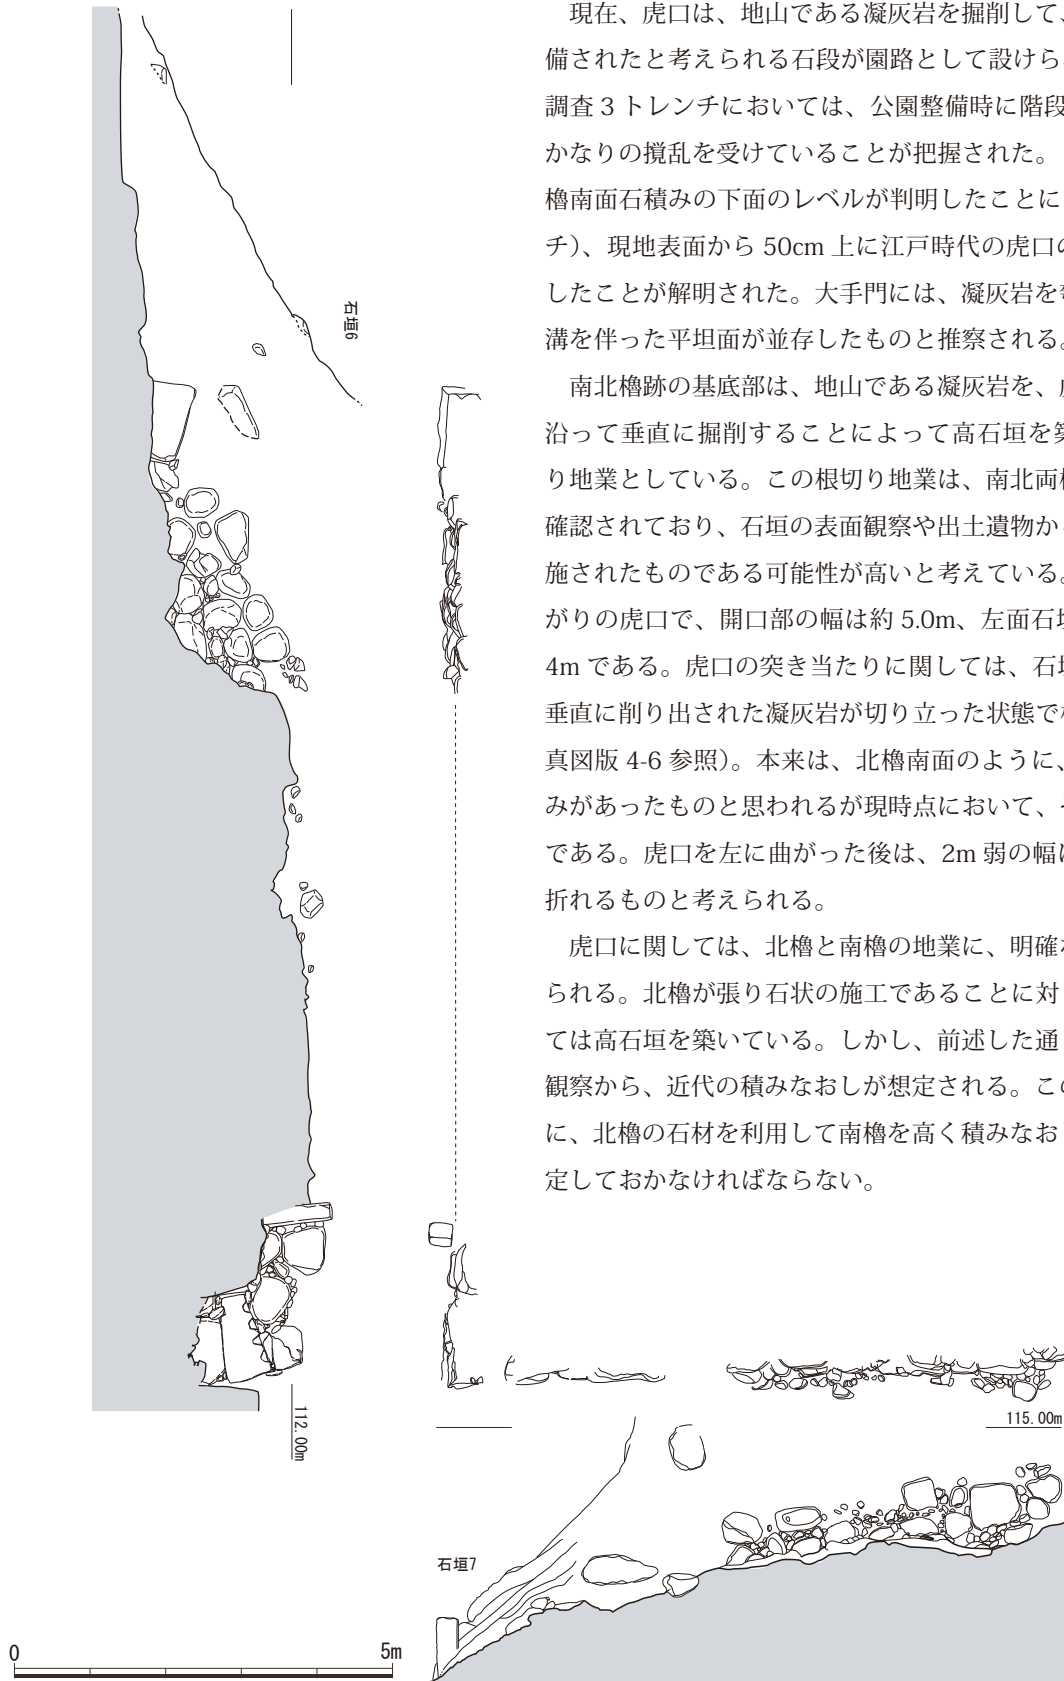 現在、虎口は、地山である凝灰岩を掘削して、
備されたと考えられる石段が園路として設けら
調査 3 トレンチにおいては、公園整備時に階段
かなりの撹乱を受けていることが把握された。
櫓南面石積みの下面のレベルが判明したことに
チ）、現地表面から 50cm 上に江戸時代の虎口の
したことが解明された。大手門には、凝灰岩を
溝を伴った平坦面が並存したものと推察される。
南北櫓跡の基底部は、地山である凝灰岩を、
沿って垂直に掘削することによって高石垣を築
り地業としている。この根切り地業は、南北両櫓
確認されており、石垣の表面観察や出土遺物か
施されたものである可能性が高いと考えている。
がりの虎口で、開口部の幅は約 5.0m、左面石垣
4m である。虎口の突き当たりに関しては、石垣
垂直に削り出された凝灰岩が切り立った状態で
真図版 4-6 参照）。本来は、北櫓南面のように、
みがあったものと思われるが現時点において、
である。虎口を左に曲がった後は、2m 弱の幅に
折れるものと考えられる。
虎口に関しては、北櫓と南櫓の地業に、明確な
られる。北櫓が張り石状の施工であることに対
ては高石垣を築いている。しかし、前述した通
観察から、近代の積みなおしが想定される。この
に、北櫓の石材を利用して南櫓を高く積みなお
定しておかなければならない。
石垣6
112.00m
115.00m
石垣7
0 5m